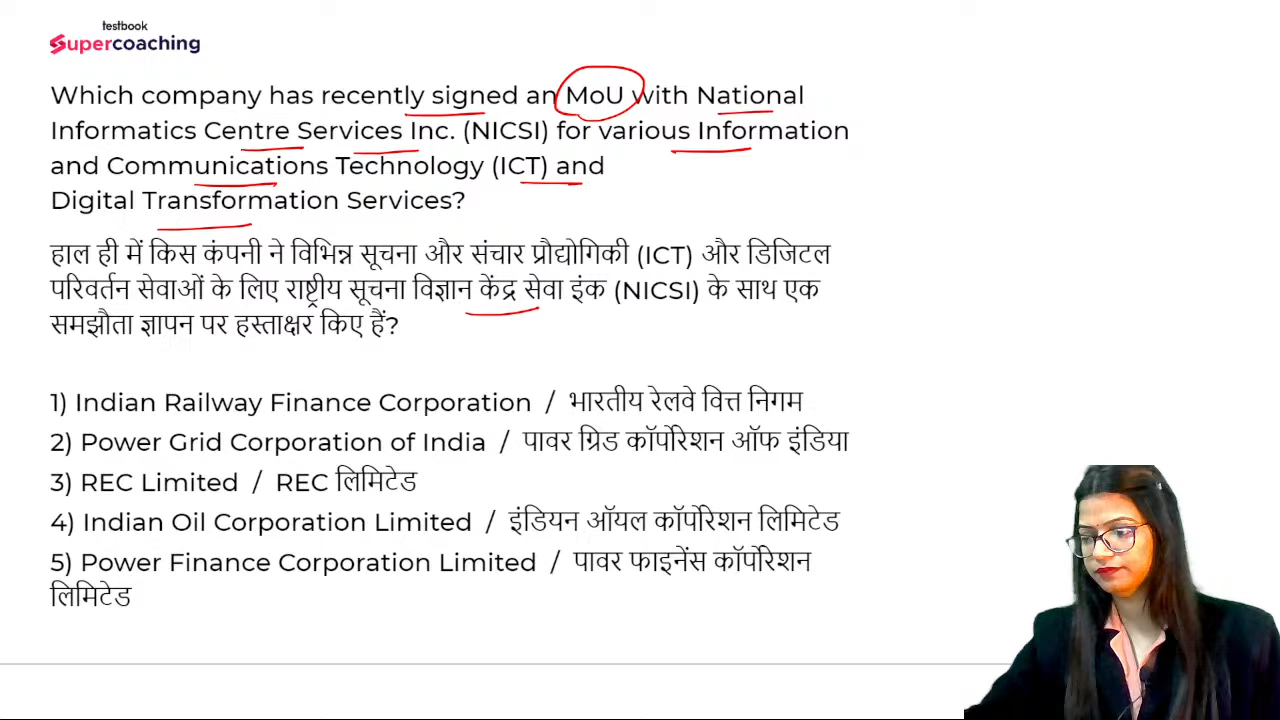 testbook
Supercoaching
Which company has recently signed an MoU with National
Informatics Centre Services Inc. (NICSI) for various Information
and Communications Technology (ICT) and
Digital Transformation Services?
हाल ही में किस कंपनी ने विभिन्न सूचना और संचार प्रौद्योगिकी (ICT) और डिजिटल
परिवर्तन सेवाओं के लिए राष्ट्रीय सूचना विज्ञान केंद्र सेवा इंक (NICSI) के साथ एक
समझौता ज्ञापन पर हस्ताक्षर किए हैं?
1) Indian Railway Finance Corporation / भारतीय रेलवे वित्त निगम
2) Power Grid Corporation of India / पावर ग्रिड कॉर्पोरेशन ऑफ इंडिया
3) REC Limited / REC लिमिटेड
4) Indian Oil Corporation Limited / इंडियन ऑयल कॉर्पोरेशन लिमिटेड
5) Power Finance Corporation Limited / पावर फाइनेंस कॉर्पोरेशन
लिमिटेड